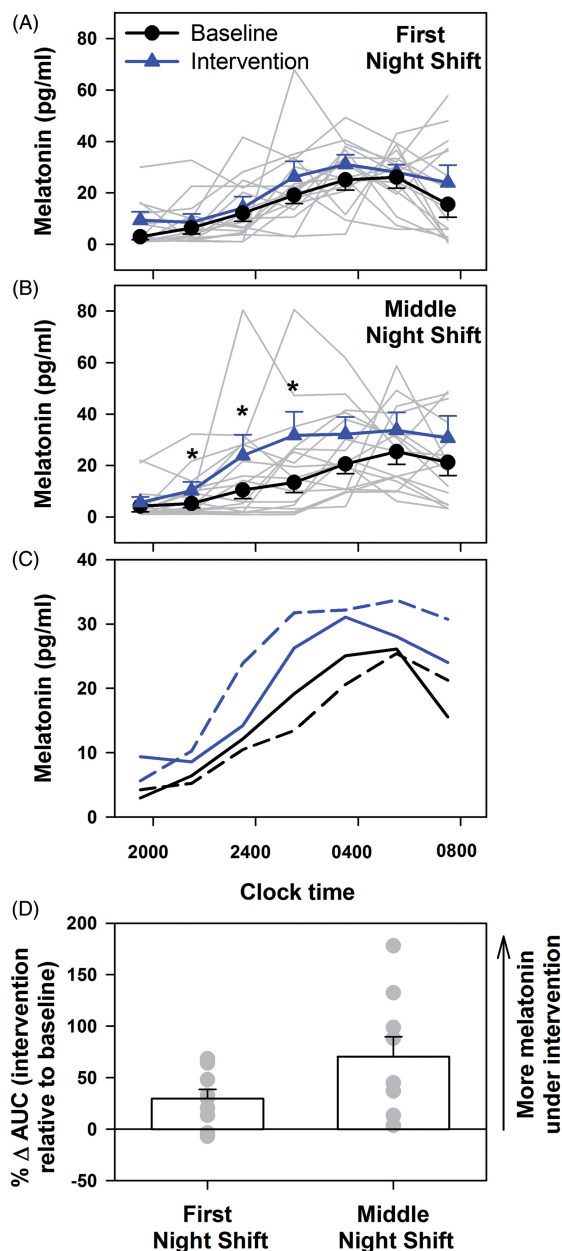 (A)
80
60
40
20
0
Melatonin (pg/ml)
Baseline
Intervention
First
Night Shift
(B)
80
60
40
20
0
Melatonin (pg/ml)
Middle
Night Shift
*
*
*
(C)
40
30
20
10
0
Melatonin (pg/ml)
2000
2400
0400
0800
Clock time
(D)
200
150
100
50
0
-50
% Δ AUC (intervention
relative to baseline)
More melatonin
under intervention
First
Night Shift
Middle
Night Shift